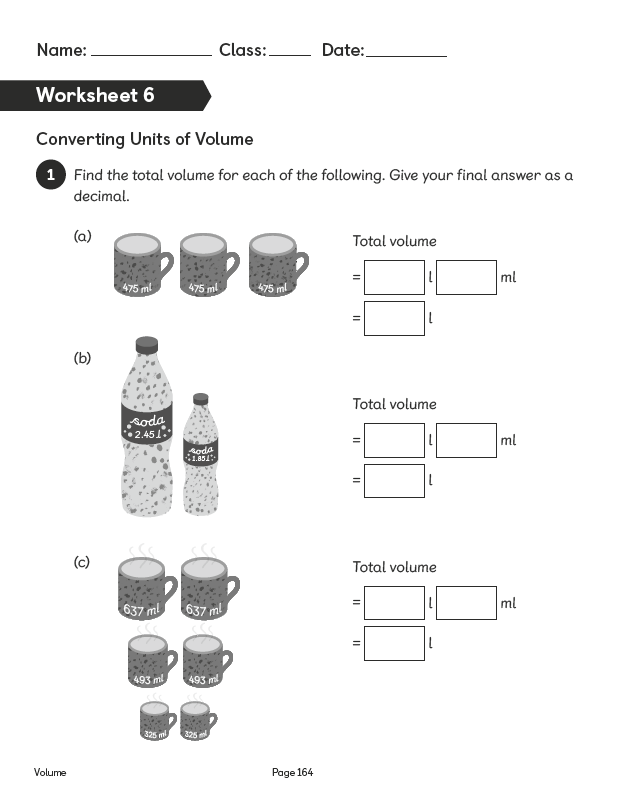 Name: ____________ Class: ____ Date: ________
Worksheet 6
Converting Units of Volume
1 Find the total volume for each of the following. Give your final answer as a
decimal.
(a)
475 ml 475 ml 475 ml
Total volume
= l ml
= l
(b)
soda
2.45 l
soda
1.85 l
Total volume
= l ml
= l
(c)
637 ml 637 ml
493 ml 493 ml
325 ml 325 ml
Total volume
= l ml
= l
Volume Page 164